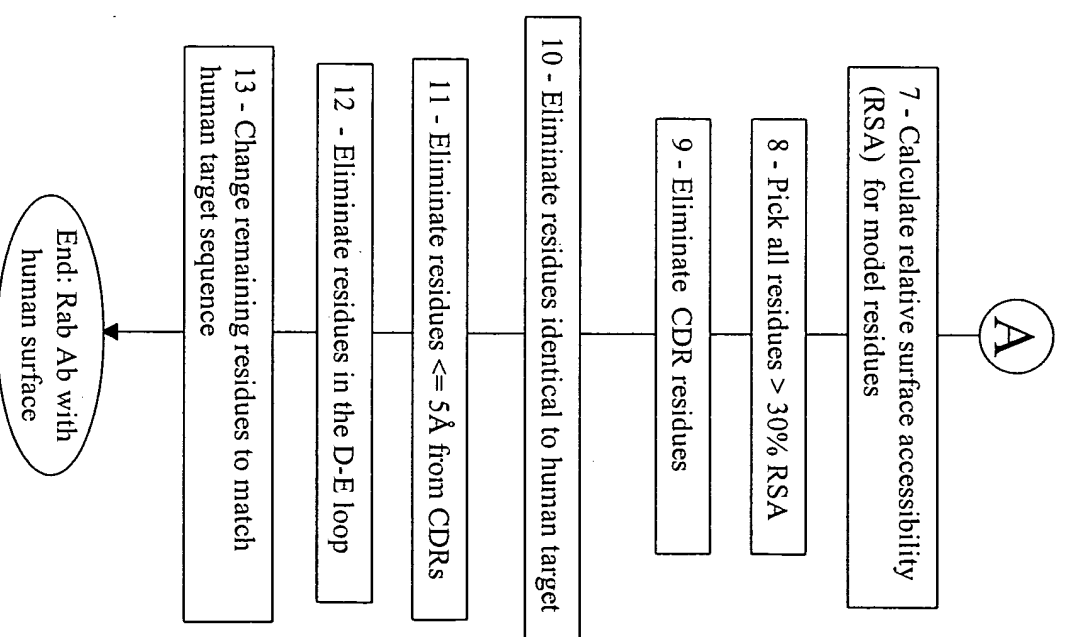 A
7 - Calculate relative surface accessibility
(RSA)  for model residues
8 - Pick all residues > 30% RSA
9 - Eliminate  CDR residues
10 - Eliminate residues identical to human target
11 - Eliminate residues <= 5Å from CDRs
12  - Eliminate residues in the D-E loop
13 - Change remaining residues to match
human target sequence
End: Rab Ab with
human surface